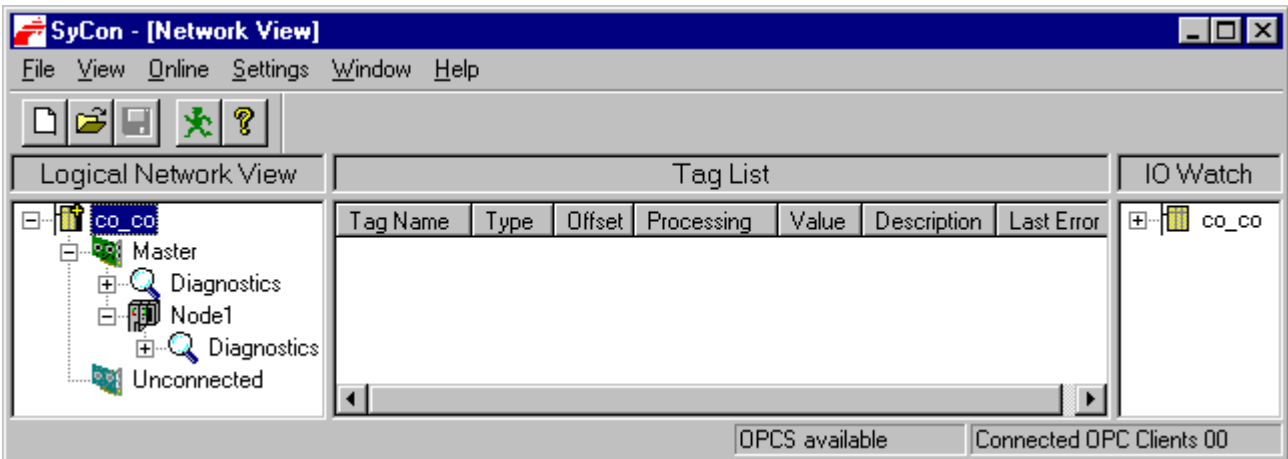 SyCon - [Network View]
File View Online Settings Window Help
Logical Network View Tag List IO Watch
co_co Tag Name Type Offset Processing Value Description Last Error co_co
Master
Diagnostics
Node1
Diagnostics
Unconnected
OPCS available Connected OPC Clients 00